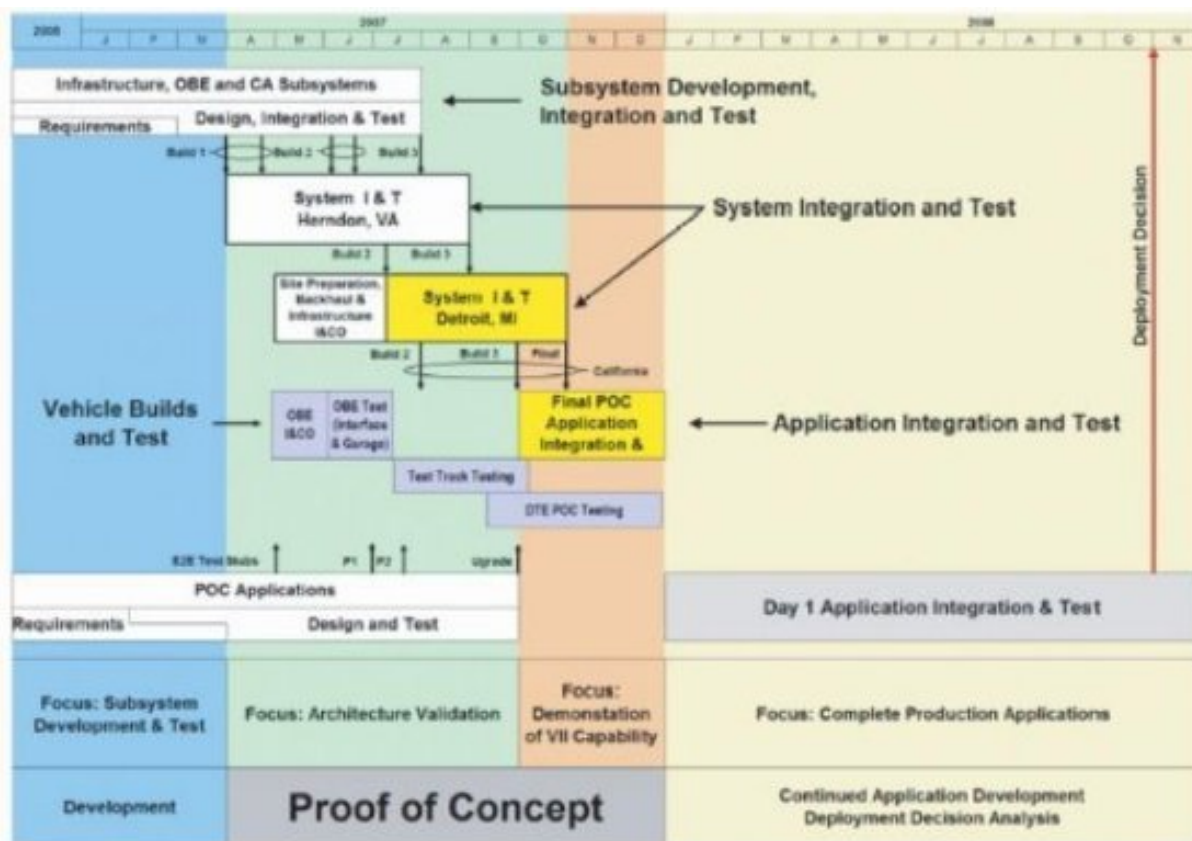 2007
J F M A M J J A S O N D J F M A M J J A S O N
Infrastructure, OBE and CA Subsystems
Requirements
Design, Integration & Test
Subsystem Development,
Integration and Test
Build 1
Build 2
Build 3
System I & T
Herndon, VA
System Integration and Test
Build 2
Build 3
Site Preparation,
Backhaul &
Infrastructure
I&CO
System I & T
Detroit, MI
Build 2
Build 3
Final
California
Vehicle Builds
and Test
OBE
I&CO
OBE Test
(Interface
& Garage)
Final POC
Application
Integration &
Application Integration and Test
Test Track Testing
DTE POC Testing
Deployment Decision
E2E Test Stubs
P1
P2
Ugrade
POC Applications
Requirements
Design and Test
Day 1 Application Integration & Test
Focus: Subsystem
Development & Test
Focus: Architecture Validation
Focus:
Demonstation
of VII Capability
Focus: Complete Production Applications
Development
Proof of Concept
Continued Application Development
Deployment Decision Analysis